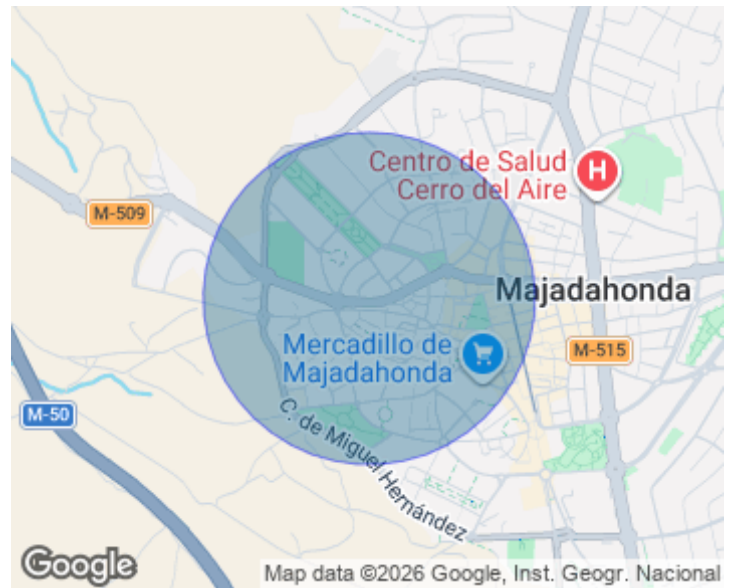 Centro de Salud
Cerro del Aire
H
M-509
Majadahonda
Mercadillo de
Majadahonda
M-515
M-50
C. de Miguel Hernández
Google
Map data ©2026 Google, Inst. Geogr. Nacional